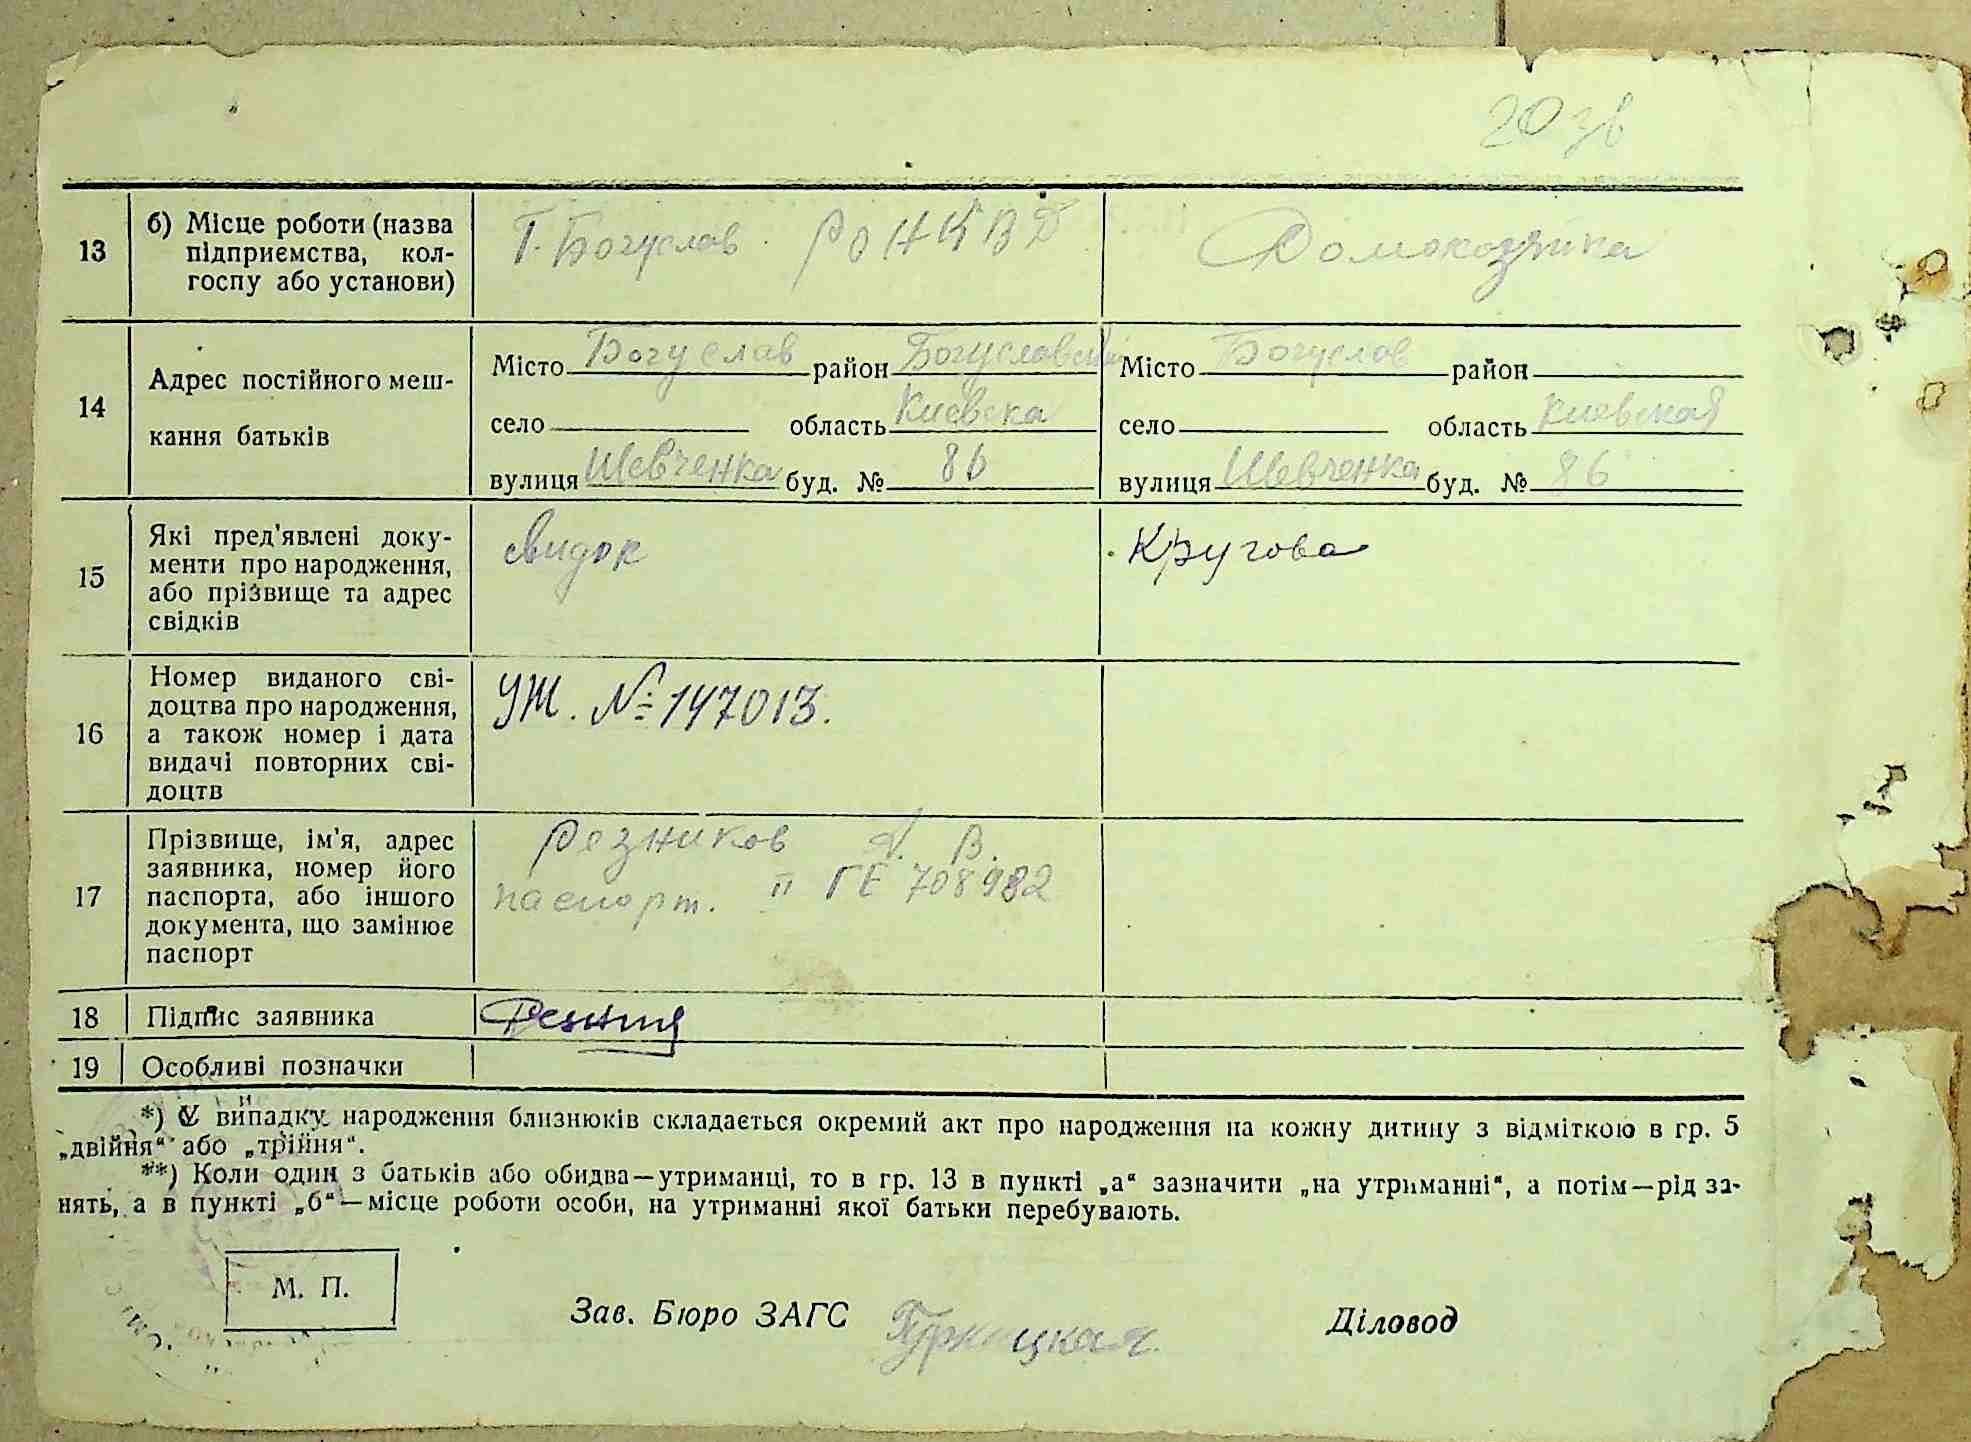 20 зв
13
б) Місце роботи (назва
підприємства, кол-
госпу або установи)
Г. Богуслав РО НКВД
Домохозяйка
14
Адрес постійного меш-
кання батьків
Місто Богуслав район Богуславский
село область Киевска
вулиця Шевченка буд. № 86
Місто Богуслов район
село область Киевская
вулиця Шевченка буд. № 86
15
Які пред'явлені доку-
менти про народження,
або прізвище та адрес
свідків
Кругова
16
Номер виданого сві-
доцтва про народження,
а також номер і дата
видачі повторних сві-
доцтв
УЖ. № 147013.
17
Прізвище, ім'я, адрес
заявника, номер його
паспорта, або іншого
документа, що замінює
паспорт
Резников А. В.
паспорт. II ГЕ 708982
18
Підпис заявника
19
Особливі позначки
*) У випадку народження близнюків складається окремий акт про народження на кожну дитину з відміткою в гр. 5
„двійня“ або „трійня“.
**) Коли один з батьків або обидва—утриманці, то в гр. 13 в пункті „а“ зазначити „на утриманні“, а потім—рід за-
нять, а в пункті „б“—місце роботи особи, на утриманні якої батьки перебувають.
М. П.
Зав. Бюро ЗАГС
Діловод